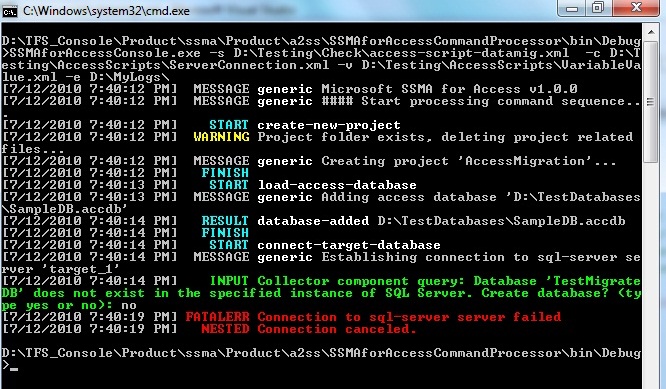 C:\Windows\system32\cmd.exe
D:\TFS_Console\Product\ssma\Product\a2ss\SSMAforAccessCommandProcessor\bin\Debug
>SSMAforAccessConsole.exe -s D:\Testing\Check\access-script-datamig.xml -c D:\T
esting\AccessScripts\ServerConnection.xml -v D:\Testing\AccessScripts\VariableVa
lue.xml -e D:\MyLogs\
[7/12/2010 7:40:12 PM] MESSAGE generic Microsoft SSMA for Access v1.0.0
[7/12/2010 7:40:12 PM] MESSAGE generic #### Start processing command sequence..
.
[7/12/2010 7:40:12 PM] START create-new-project
[7/12/2010 7:40:12 PM] WARNING Project folder exists, deleting project related
files...
[7/12/2010 7:40:12 PM] MESSAGE generic Creating project 'AccessMigration'...
[7/12/2010 7:40:12 PM] FINISH
[7/12/2010 7:40:13 PM] START load-access-database
[7/12/2010 7:40:13 PM] MESSAGE generic Adding access database 'D:\TestDatabases
\SampleDB.accdb'
[7/12/2010 7:40:14 PM] RESULT database-added D:\TestDatabases\SampleDB.accdb
[7/12/2010 7:40:14 PM] FINISH
[7/12/2010 7:40:14 PM] START connect-target-database
[7/12/2010 7:40:14 PM] MESSAGE generic Establishing connection to sql-server se
rver 'target_1'
[7/12/2010 7:40:14 PM] INPUT Collector component query: Database 'TestMigrate
DB' does not exist in the specified instance of SQL Server. Create database? (ty
pe yes or no): no
[7/12/2010 7:40:19 PM] FATALERR Connection to sql-server server failed
[7/12/2010 7:40:19 PM] NESTED Connection canceled.
D:\TFS_Console\Product\ssma\Product\a2ss\SSMAforAccessCommandProcessor\bin\Debug
>_